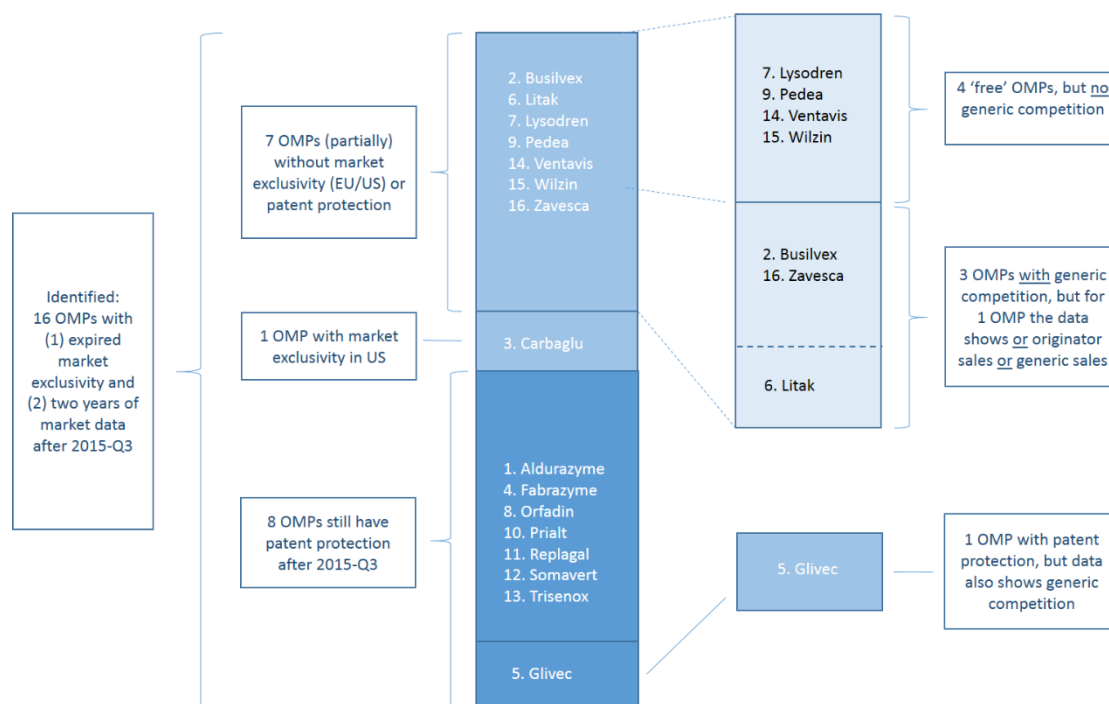 Identified:
16 OMPs with
(1) expired
market
exclusivity and
(2) two years of
market data
after 2015-Q3
7 OMPs (partially)
without market
exclusivity (EU/US) or
patent protection
1 OMP with market
exclusivity in US
8 OMPs still have
patent protection
after 2015-Q3
2. Busilvex
6. Litak
7. Lysodren
9. Pedea
14. Ventavis
15. Wilzin
16. Zavesca
3. Carbaglu
1. Aldurazyme
4. Fabrazyme
8. Orfadin
10. Prialt
11. Replagal
12. Somavert
13. Trisenox
5. Glivec
7. Lysodren
9. Pedea
14. Ventavis
15. Wilzin
2. Busilvex
16. Zavesca
6. Litak
5. Glivec
4 'free' OMPs, but no
generic competition
3 OMPs with generic
competition, but for
1 OMP the data
shows or originator
sales or generic sales
1 OMP with patent
protection, but data
also shows generic
competition